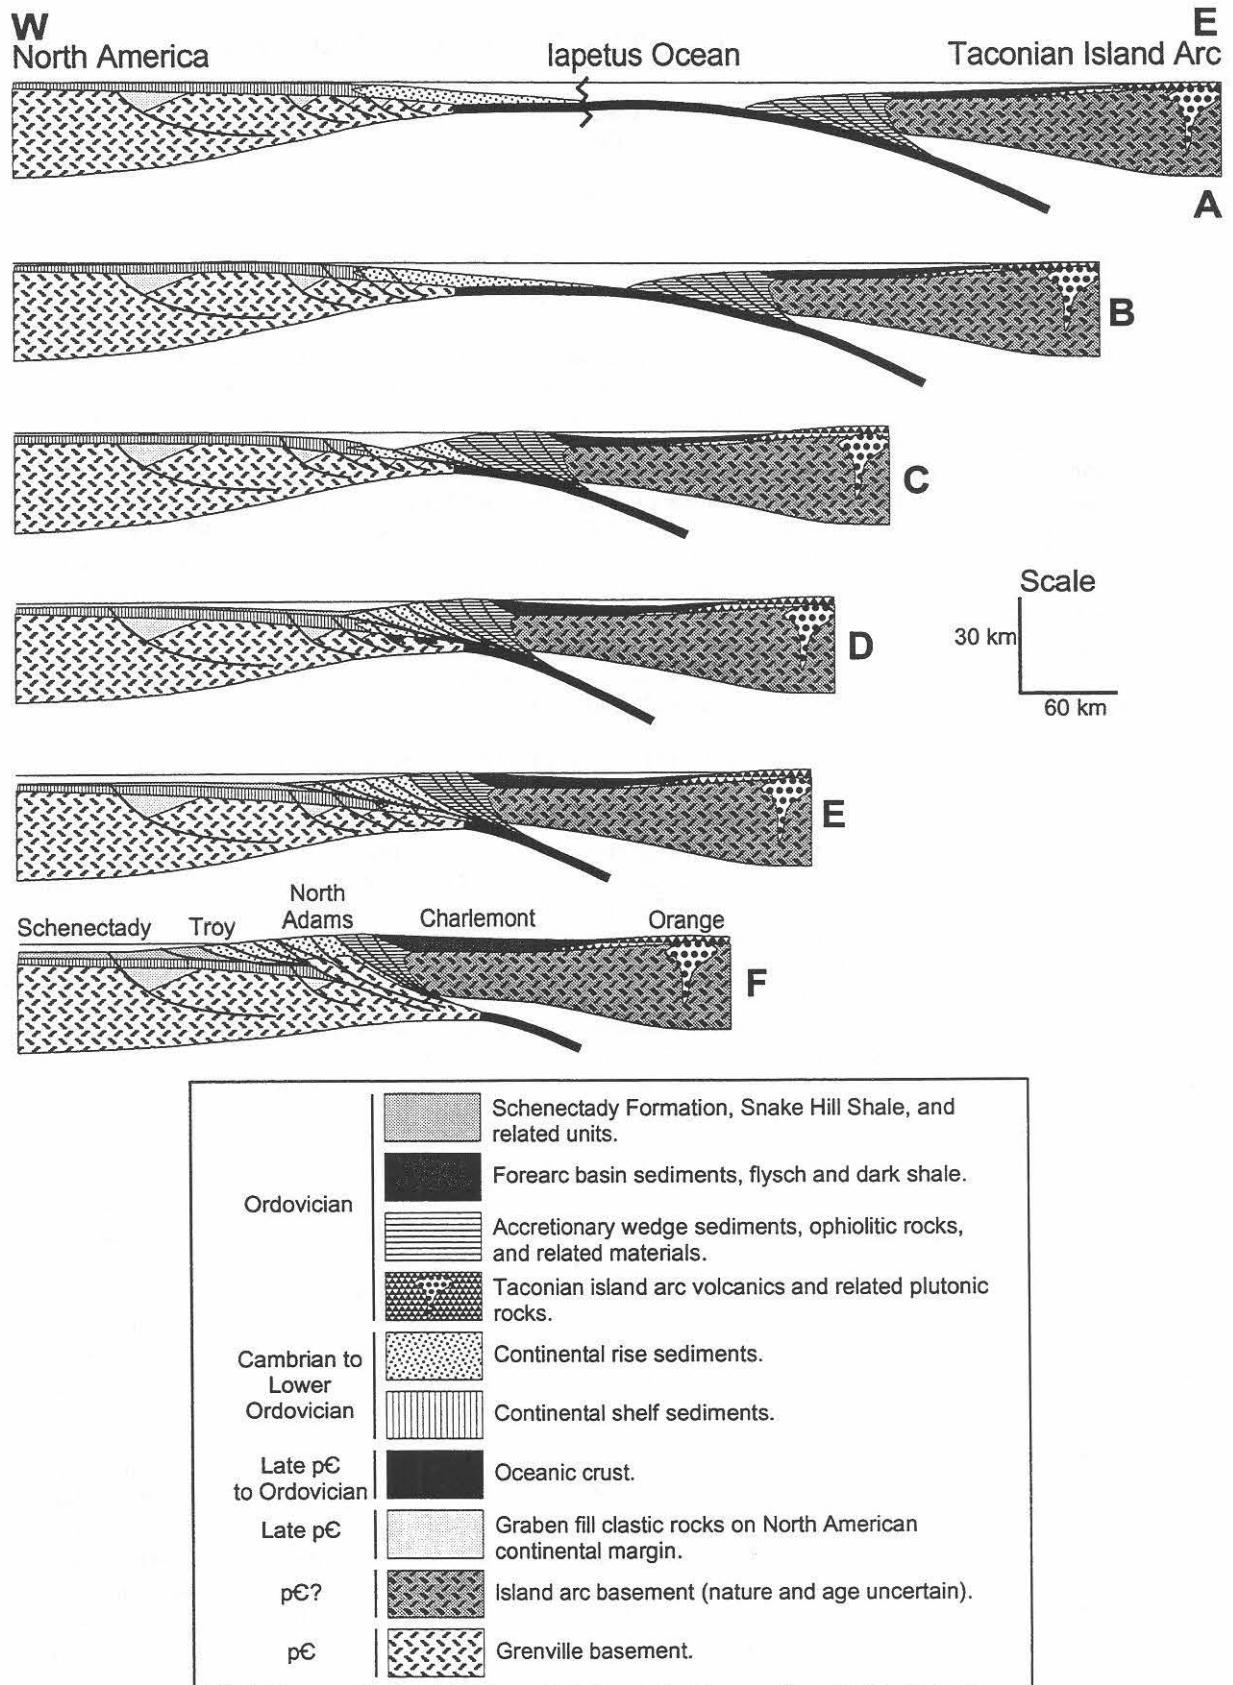 W
E
North America
Iapetus Ocean
Taconian Island Arc
A
B
C
Scale
30 km
60 km
D
E
North
Adams
Schenectady
Troy
Charlemont
Orange
F
Ordovician
Schenectady Formation, Snake Hill Shale, and
related units.
Forearc basin sediments, flysch and dark shale.
Accretionary wedge sediments, ophiolitic rocks,
and related materials.
Taconian island arc volcanics and related plutonic
rocks.
Cambrian to
Lower
Ordovician
Continental rise sediments.
Continental shelf sediments.
Late p€
to Ordovician
Oceanic crust.
Late p€
Graben fill clastic rocks on North American
continental margin.
p€?
Island arc basement (nature and age uncertain).
p€
Grenville basement.